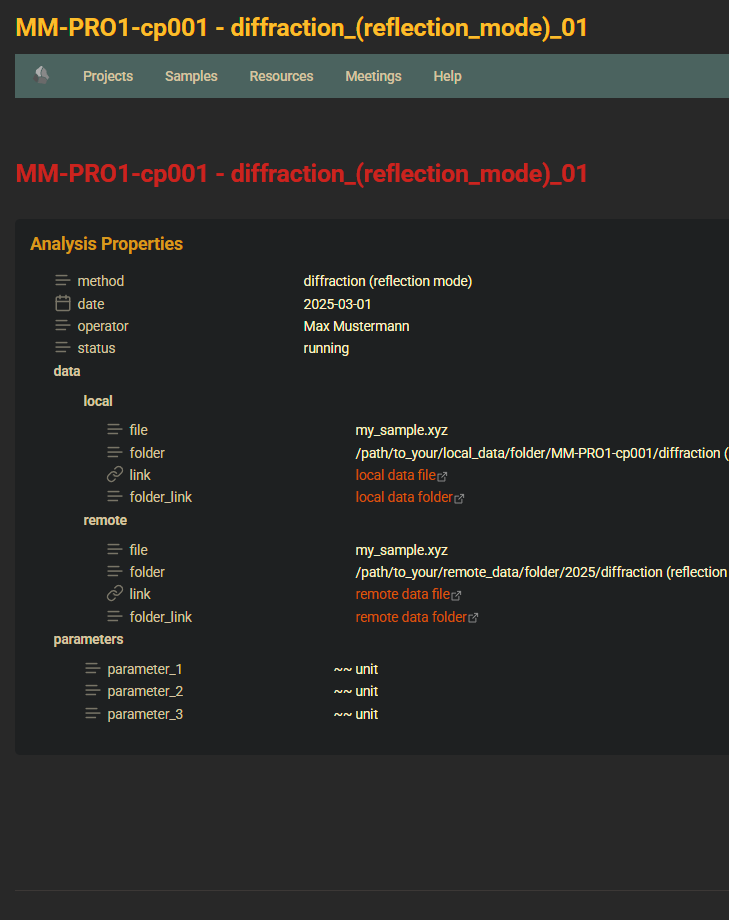 MM-PRO1-cp001 - diffraction_(reflection_mode)_01
Projects Samples Resources Meetings Help
MM-PRO1-cp001 - diffraction_(reflection_mode)_01
Analysis Properties
method diffraction (reflection mode)
date 2025-03-01
operator Max Mustermann
status running
data
local
file my_sample.xyz
folder /path/to_your/local_data/folder/MM-PRO1-cp001/diffraction (
link local data file
folder_link local data folder
remote
file my_sample.xyz
folder /path/to_your/remote_data/folder/2025/diffraction (reflection
link remote data file
folder_link remote data folder
parameters
parameter_1 ~~ unit
parameter_2 ~~ unit
parameter_3 ~~ unit